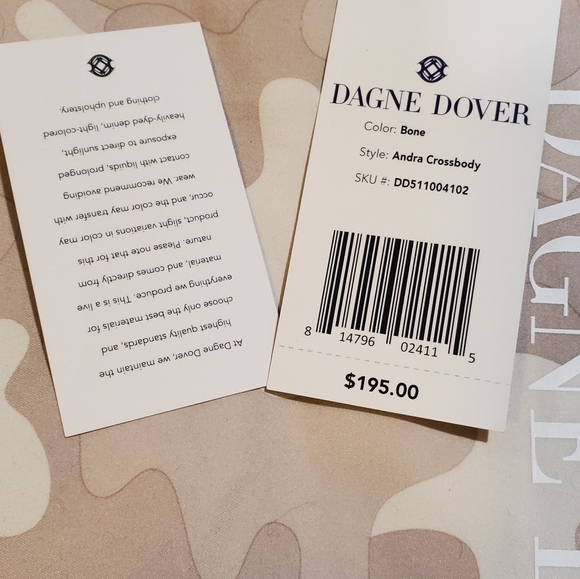 At Dagne Dover, we maintain the
highest quality standards, and
choose only the best materials for
everything we produce. This is a live
material, and comes directly from
nature. Please note that for this
product, slight variations in color may
occur, and the color may transfer with
wear. We recommend avoiding
contact with liquids, prolonged
exposure to direct sunlight,
heavily-dyed denim, light-colored
clothing and upholstery.
DAGNE DOVER
Color: Bone
Style: Andra Crossbody
SKU #: DD511004102
8 14796 02411 5
$195.00
DAGNE